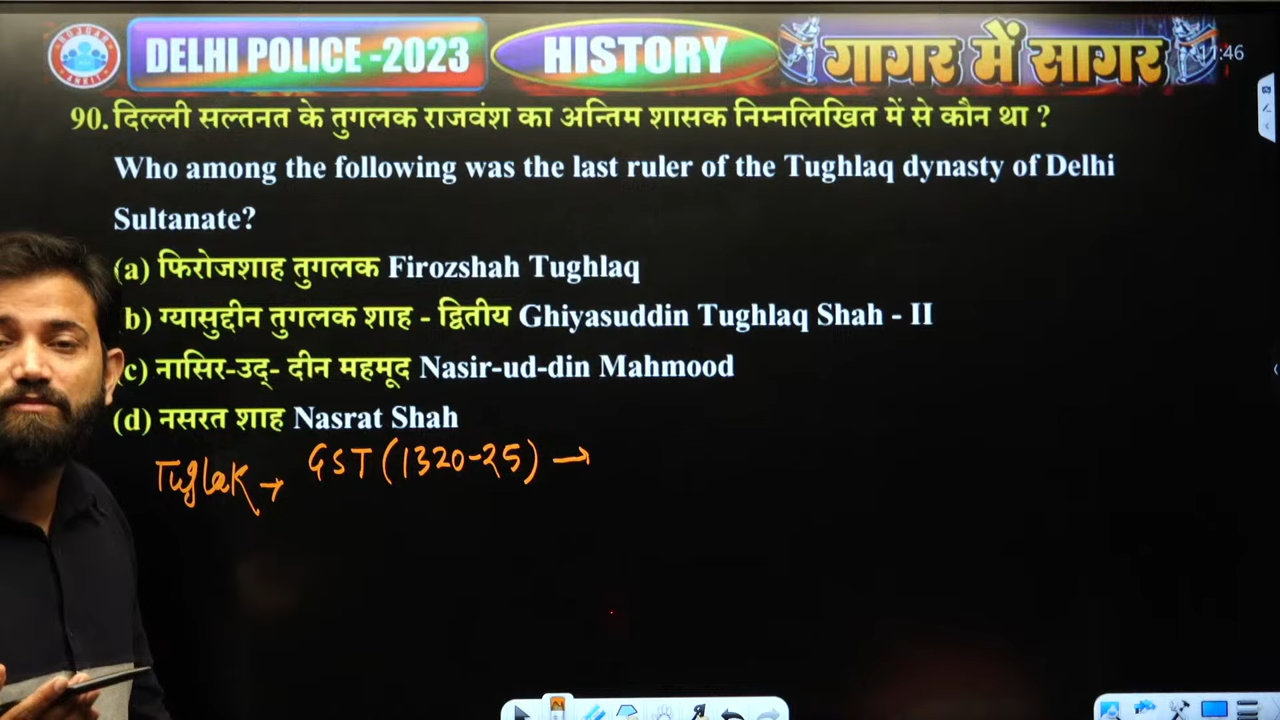 ROJGAR
ANKIT
DELHI POLICE -2023
HISTORY
गागर में सागर
11:46
90. दिल्ली सल्तनत के तुगलक राजवंश का अन्तिम शासक निम्नलिखित में से कौन था ?
Who among the following was the last ruler of the Tughlaq dynasty of Delhi
Sultanate?
(a) फिरोजशाह तुगलक Firozshah Tughlaq
b) ग्यासुद्दीन तुगलक शाह - द्वितीय Ghiyasuddin Tughlaq Shah - II
(c) नासिर-उद्- दीन महमूद Nasir-ud-din Mahmood
(d) नसरत शाह Nasrat Shah
Tuglak → GST (1320-25) →